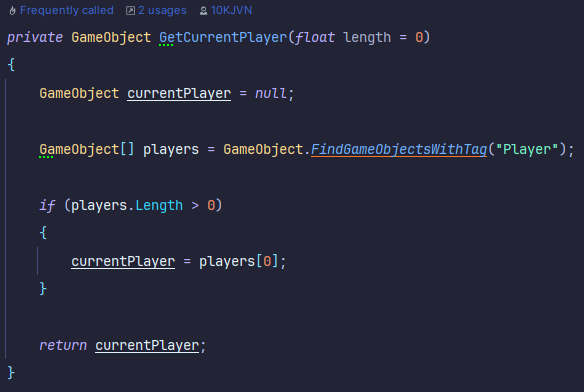 Frequently called 2 usages 10KJVN
private GameObject GetCurrentPlayer(float length = 0)
{
GameObject currentPlayer = null;
GameObject[] players = GameObject.FindGameObjectsWithTag("Player");
if (players.Length > 0)
{
currentPlayer = players[0];
}
return currentPlayer;
}